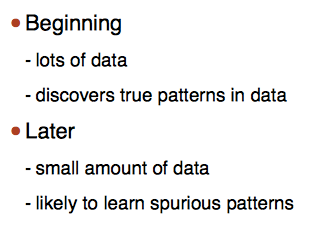 • Beginning
- lots of data
- discovers true patterns in data
• Later
- small amount of data
- likely to learn spurious patterns